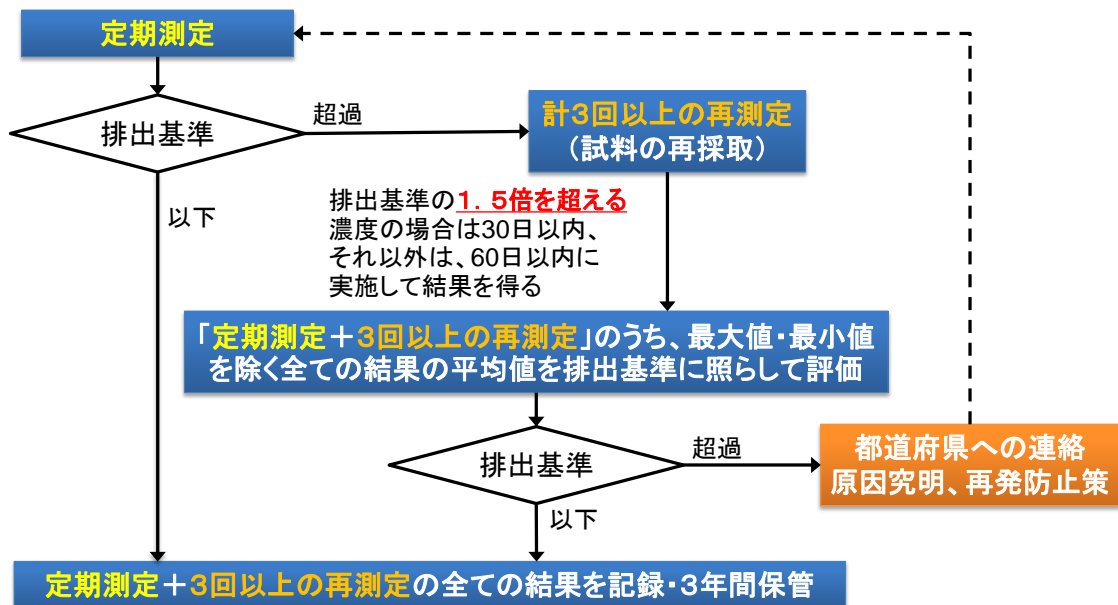 定期測定
排出基準
超過
計３回以上の再測定
（試料の再採取）
以下
排出基準の１．５倍を超える
濃度の場合は30日以内、
それ以外は、60日以内に
実施して結果を得る
「定期測定＋３回以上の再測定」のうち、最大値・最小値
を除く全ての結果の平均値を排出基準に照らして評価
排出基準
超過
都道府県への連絡
原因究明、再発防止策
以下
定期測定＋３回以上の再測定の全ての結果を記録・３年間保管